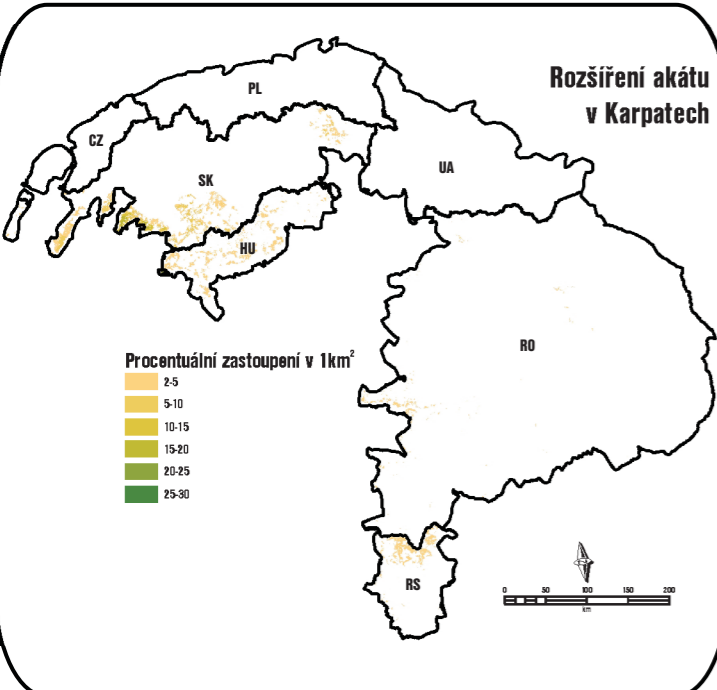 Rozšíření akátu
v Karpatech
PL
CZ
UA
SK
HU
RO
RS
Procentuální zastoupení v 1km²
2-5
5-10
10-15
15-20
20-25
25-30
0 50 100 150 200
km